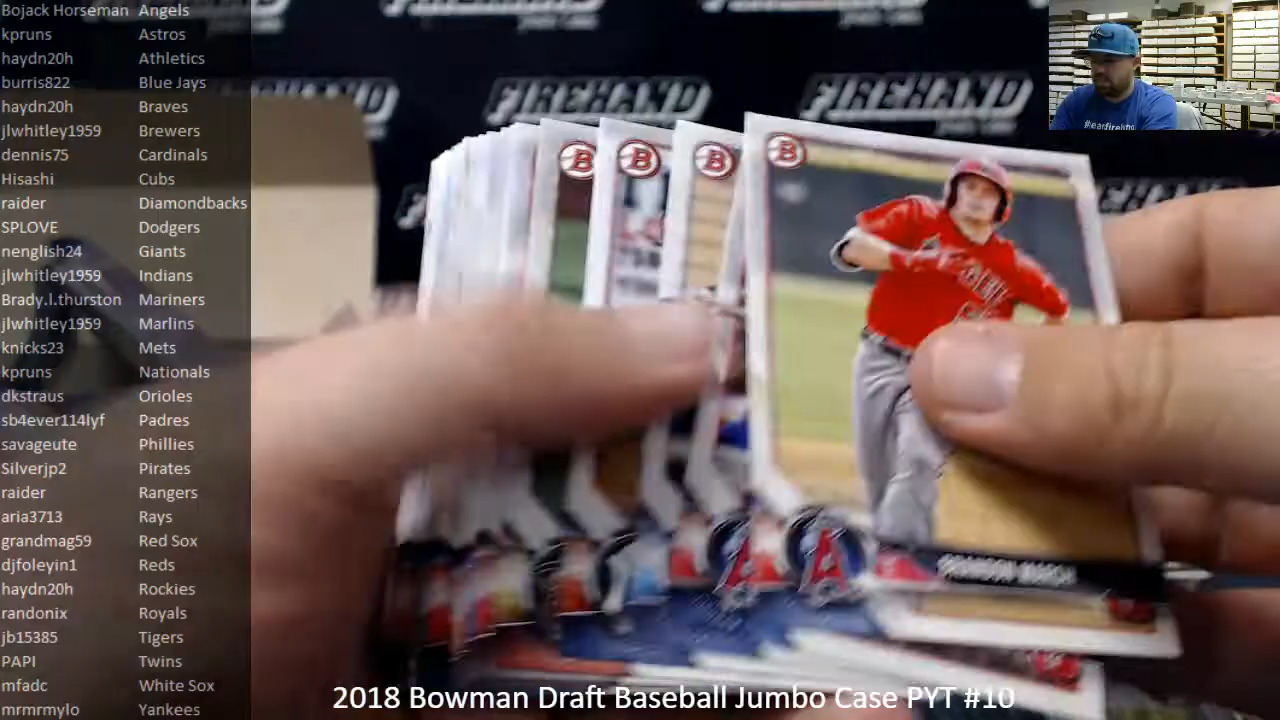 Bojack Horseman Angels
kpruns Astros
haydn20h Athletics
burris822 Blue Jays
haydn20h Braves
jlwhitley1959 Brewers
dennis75 Cardinals
Hisashi Cubs
raider Diamondbacks
SPLOVE Dodgers
nenglish24 Giants
jlwhitley1959 Indians
Brady.l.thurston Mariners
jlwhitley1959 Marlins
knicks23 Mets
kpruns Nationals
dkstraus Orioles
sb4ever114lyf Padres
savageute Phillies
Silverjp2 Pirates
raider Rangers
aria3713 Rays
grandmag59 Red Sox
djfoleyin1 Reds
haydn20h Rockies
randonix Royals
jb15385 Tigers
PAPI Twins
mfadc White Sox
mrmrmylo Yankees
FIREHAND
FIREHAND
B
B
B
B
A
A
BRANDON MARSH
2018 Bowman Draft Baseball Jumbo Case PYT #10